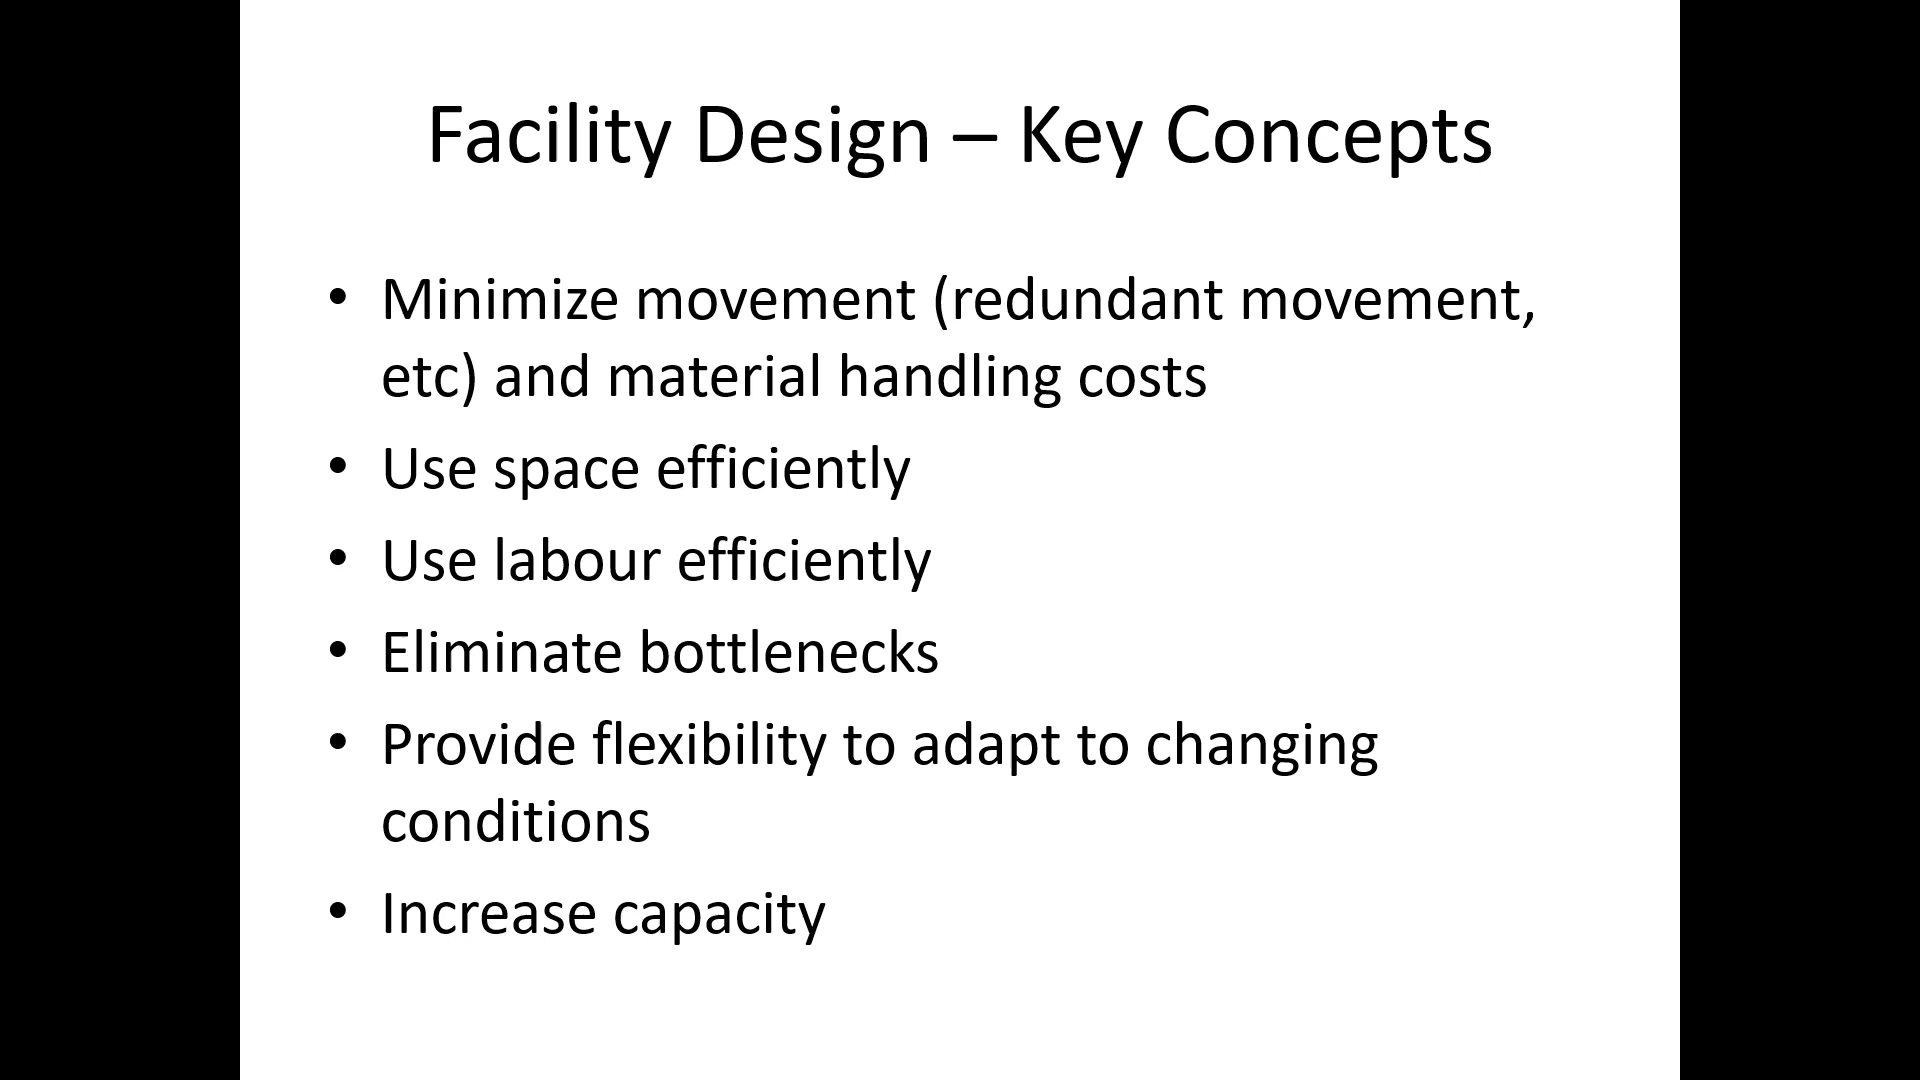 Facility Design – Key Concepts
• Minimize movement (redundant movement,
etc) and material handling costs
• Use space efficiently
• Use labour efficiently
• Eliminate bottlenecks
• Provide flexibility to adapt to changing
conditions
• Increase capacity